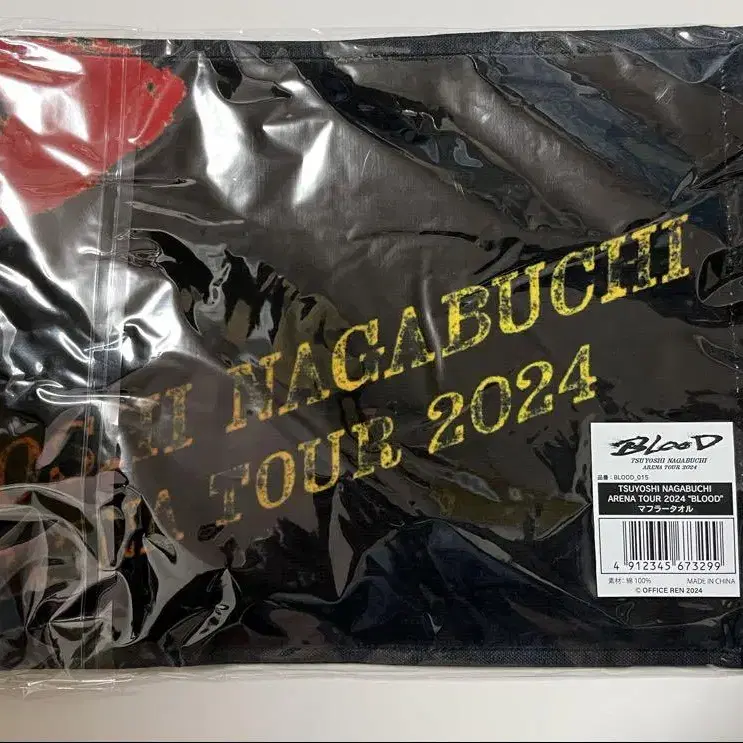 NAGABUCHI
TOUR 2024
BLOOD
TSUYOSHI NAGABUCHI
ARENA TOUR 2024
品番：BLOOD_015
TSUYOSHI NAGABUCHI
ARENA TOUR 2024 "BLOOD"
マフラータオル
4 912345 673299
素材：綿 100% MADE IN CHINA
© OFFICE REN 2024